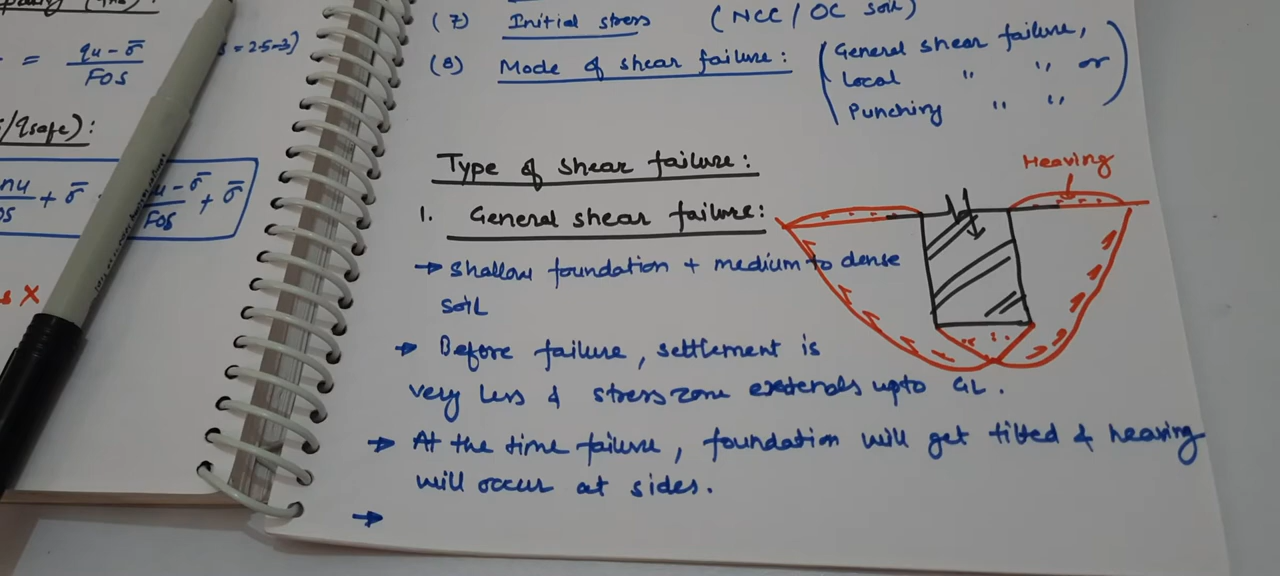 = qu - σ̄ / FOS
= 2.5-3)
/qsafe):
nu + σ̄
u - σ̄ / FOS + σ̄
s X
(7) Initial stress (NCC / OC soil)
(8) Mode of shear failure: (General shear failure,
Local " " or
Punching " " )
Type of shear failure:
Heaving
1. General shear failure:
→ Shallow foundation + medium to dense
soil
→ Before failure, settlement is
very less & stress zone extends upto GL.
→ At the time failure, foundation will get tilted & heaving
will occur at sides.
→